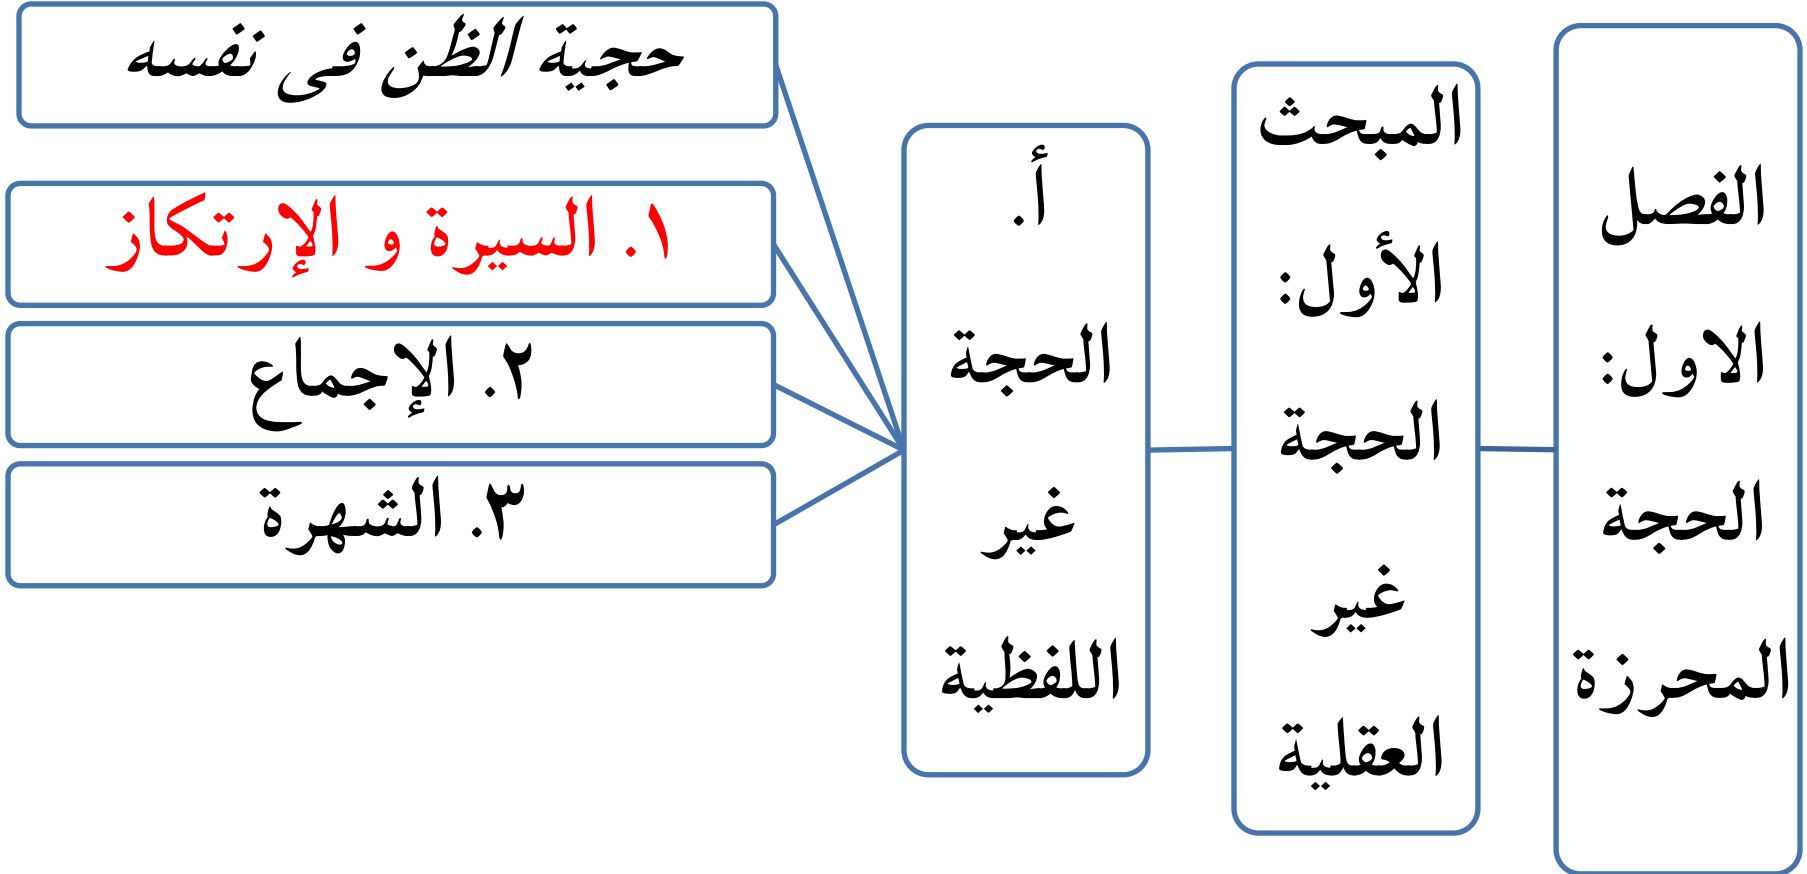 الفصل
الاول:
الحجة
المحرزة
المبحث
الأول:
الحجة
غير
العقلية
أ.
الحجة
غير
اللفظية
حجية الظن فى نفسه
١. السيرة و الإرتكاز
٢. الإجماع
٣. الشهرة